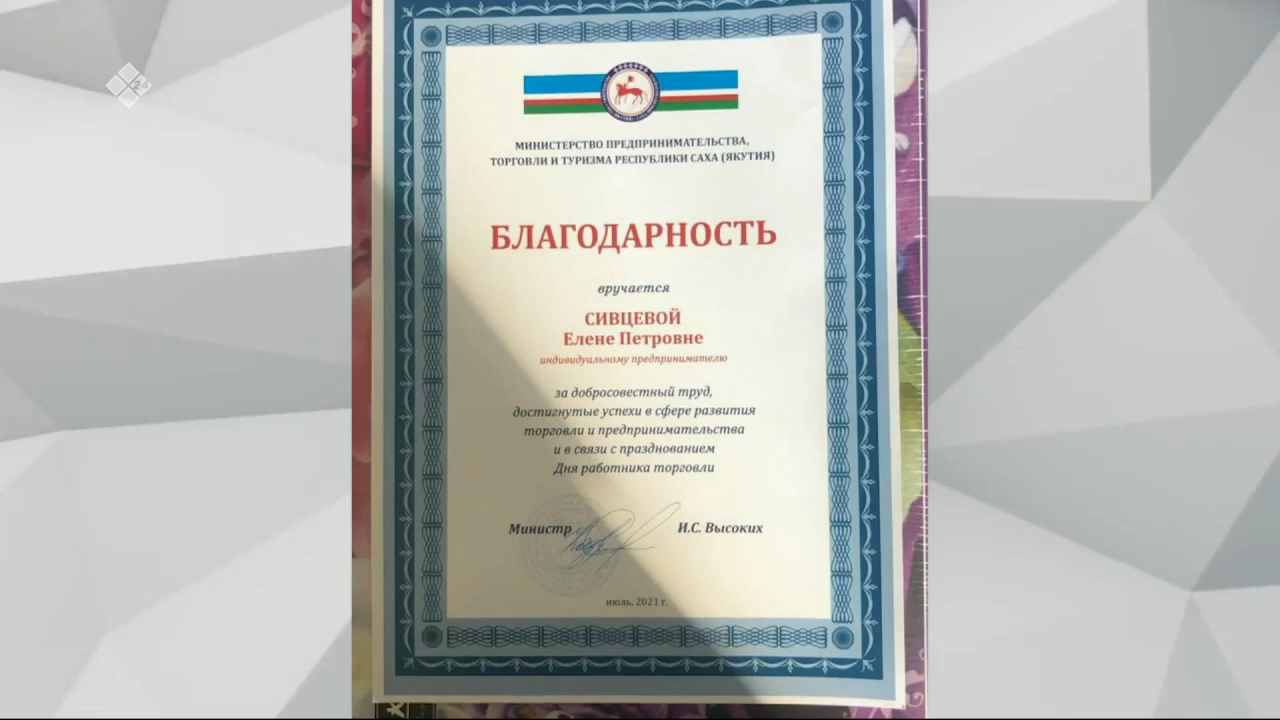 24
МИНИСТЕРСТВО ПРЕДПРИНИМАТЕЛЬСТВА,
ТОРГОВЛИ И ТУРИЗМА РЕСПУБЛИКИ САХА (ЯКУТИЯ)
БЛАГОДАРНОСТЬ
вручается
СИВЦЕВОЙ
Елене Петровне
индивидуальному предпринимателю
за добросовестный труд,
достигнутые успехи в сфере развития
торговли и предпринимательства
и в связи с празднованием
Дня работника торговли
Министр И.С. Высоких
июль, 2021 г.